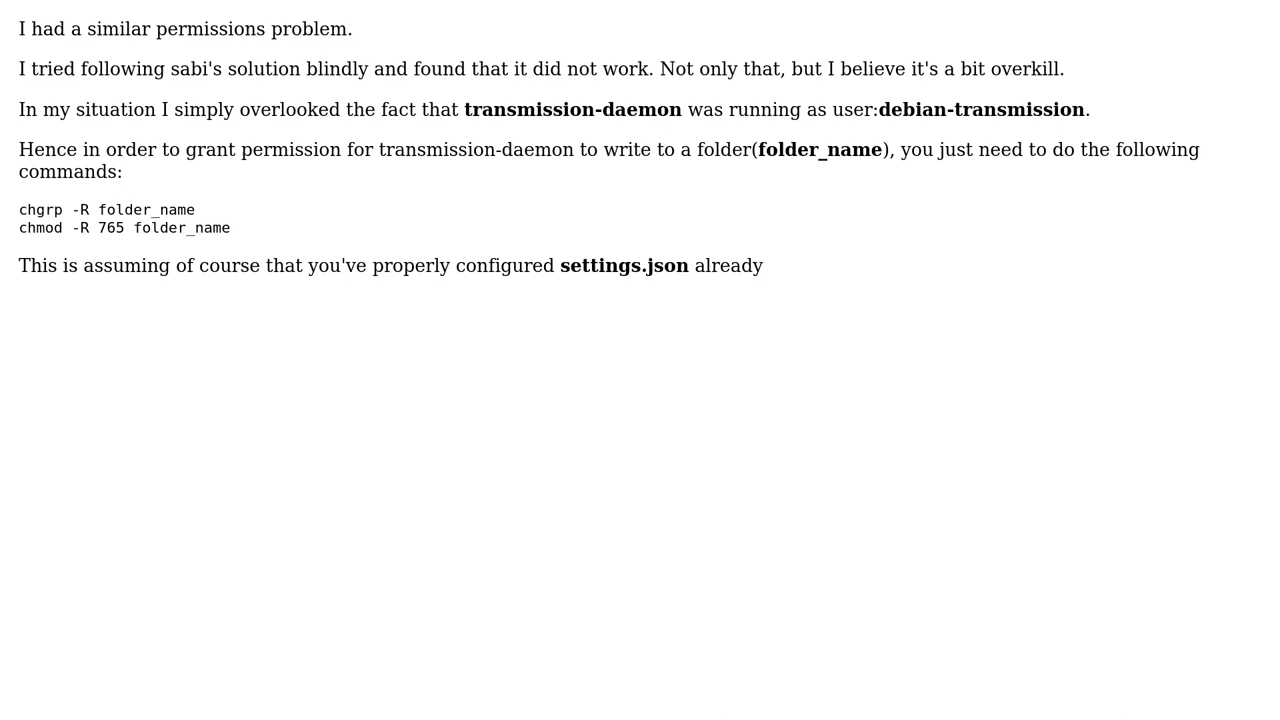 I had a similar permissions problem.
I tried following sabi's solution blindly and found that it did not work. Not only that, but I believe it's a bit overkill.
In my situation I simply overlooked the fact that transmission-daemon was running as user:debian-transmission.
Hence in order to grant permission for transmission-daemon to write to a folder(folder_name), you just need to do the following
commands:
chgrp -R folder_name
chmod -R 765 folder_name
This is assuming of course that you've properly configured settings.json already